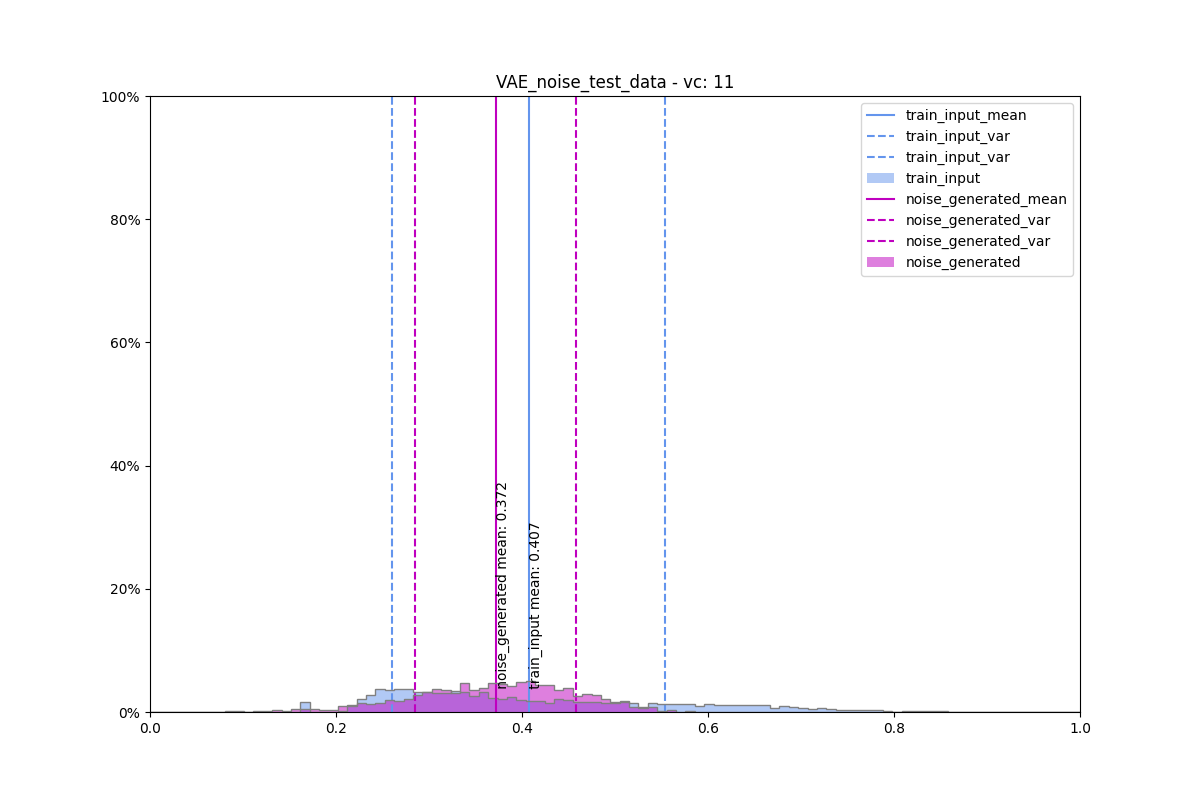 VAE_noise_test_data - vc: 11
100%
80%
60%
40%
20%
0%
0.0
0.2
0.4
0.6
0.8
1.0
train_input_mean
train_input_var
train_input_var
train_input
noise_generated_mean
noise_generated_var
noise_generated_var
noise_generated
noise_generated mean: 0.372
train_input mean: 0.407